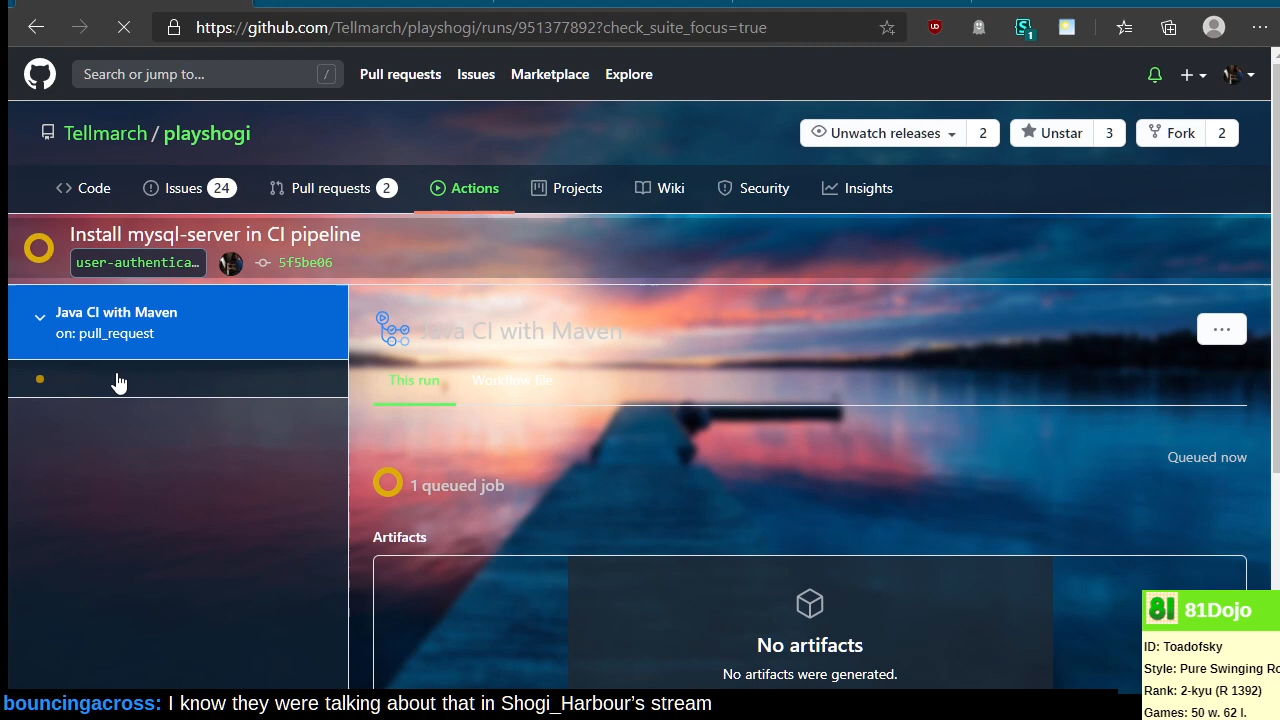 https://github.com/Tellmarch/playshogi/runs/951377892?check_suite_focus=true
1
Search or jump to... /
Pull requests Issues Marketplace Explore
Tellmarch / playshogi
Unwatch releases 2 Unstar 3 Fork 2
Code Issues 24 Pull requests 2 Actions Projects Wiki Security Insights
Install mysql-server in CI pipeline
user-authentica… 5f5be06
Java CI with Maven
on: pull_request
Java CI with Maven
This run Workflow file
Queued now
1 queued job
Artifacts
No artifacts
No artifacts were generated.
81 81Dojo
ID: Toadofsky
Style: Pure Swinging Ro
Rank: 2-kyu (R 1392)
Games: 50 w. 62 l.
bouncingacross: I know they were talking about that in Shogi_Harbour's stream